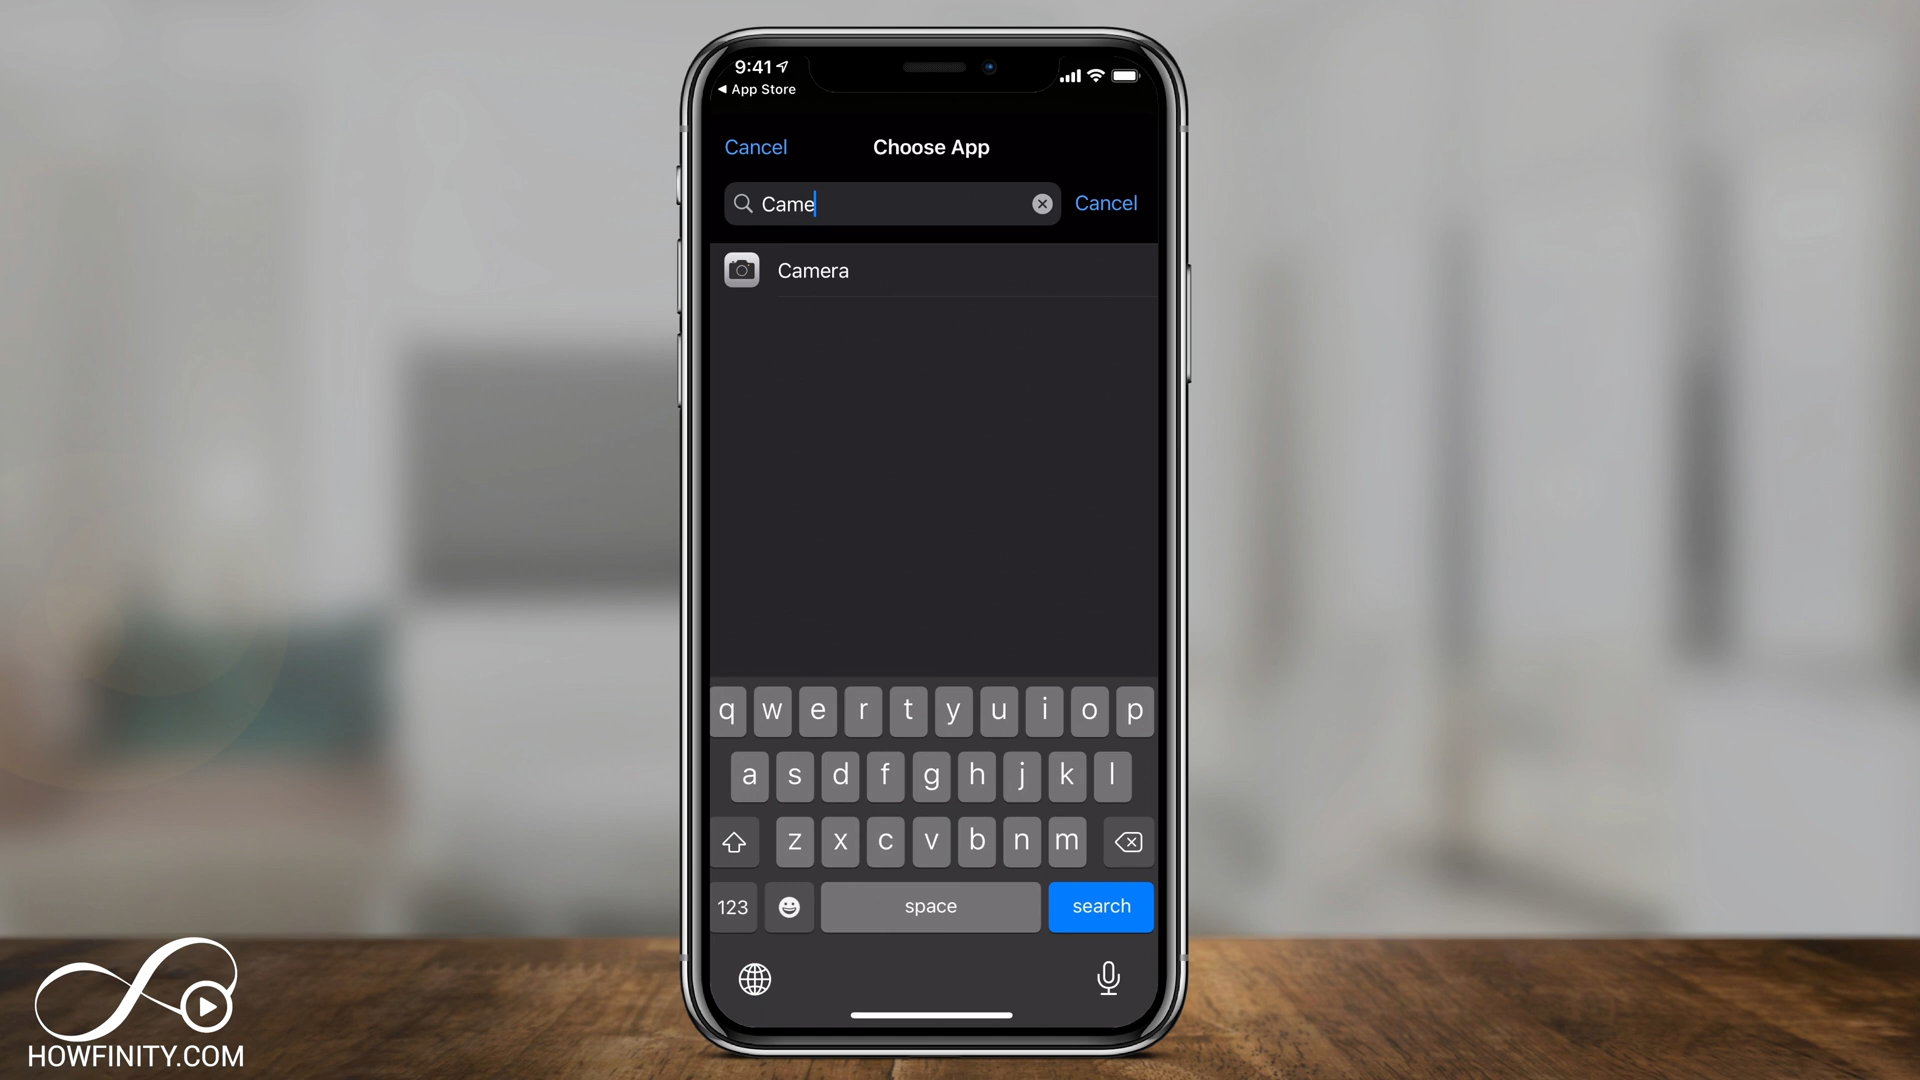 9:41
App Store
Cancel
Choose App
Came
Cancel
Camera
q w e r t y u i o p
a s d f g h j k l
z x c v b n m
123
space
search
HOWFINITY.COM